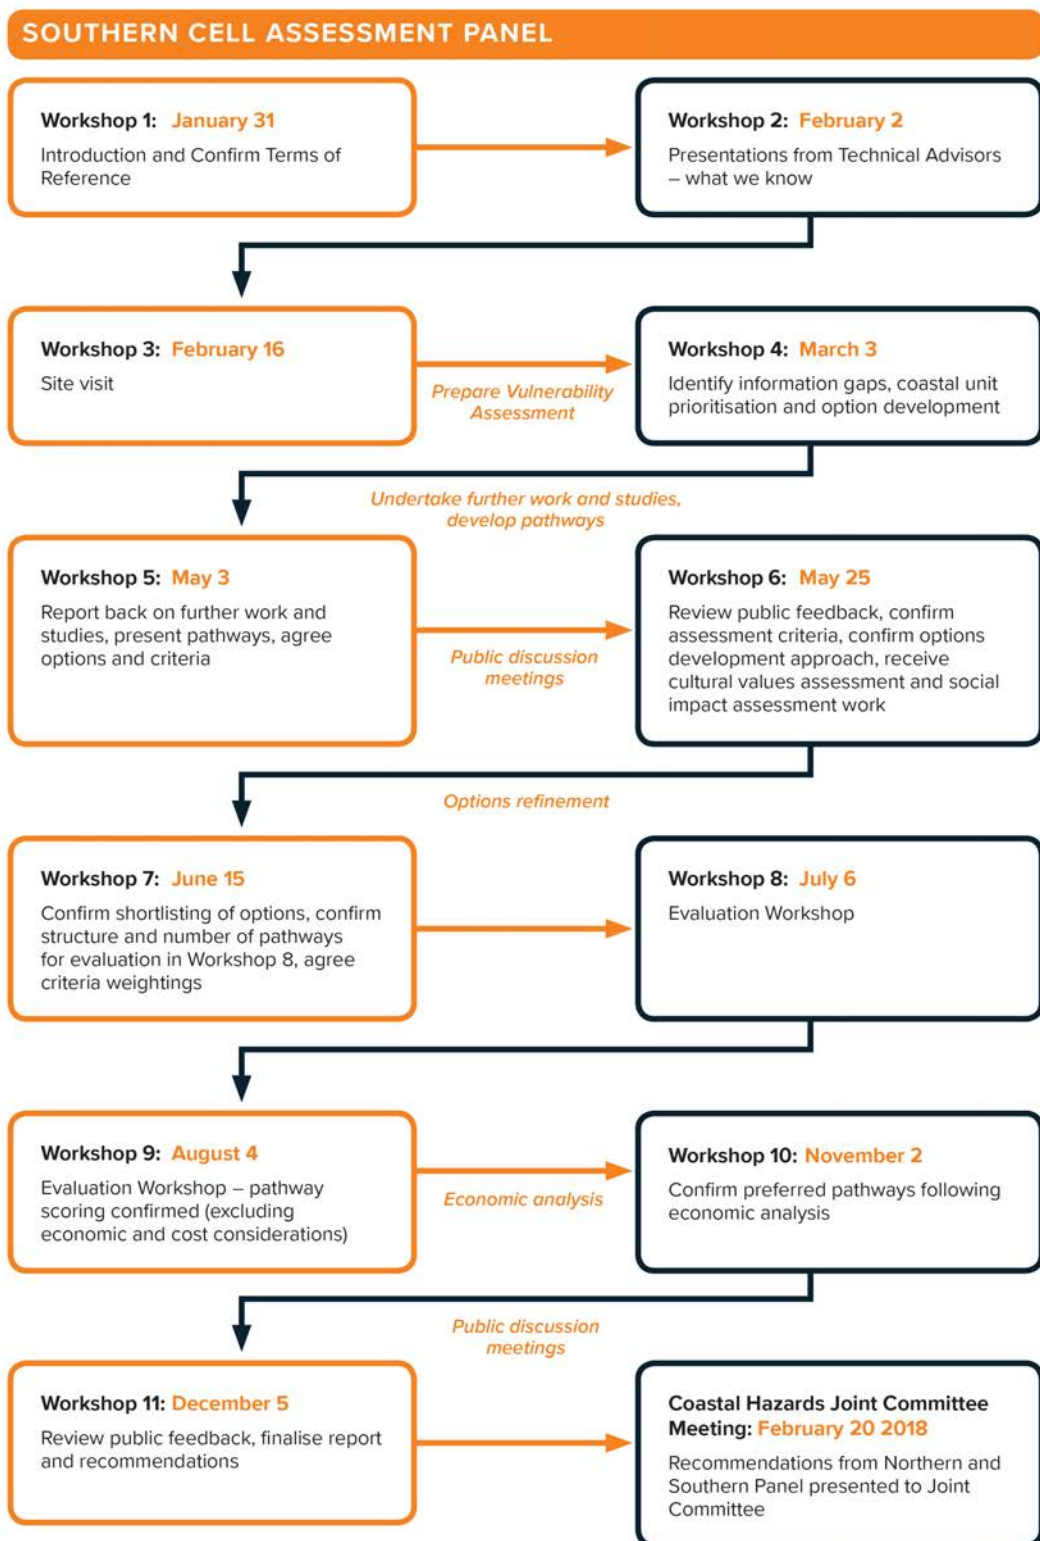 SOUTHERN CELL ASSESSMENT PANEL
Workshop 1: January 31
Introduction and Confirm Terms of
Reference
Workshop 2: February 2
Presentations from Technical Advisors
– what we know
Workshop 3: February 16
Site visit
Prepare Vulnerability
Assessment
Workshop 4: March 3
Identify information gaps, coastal unit
prioritisation and option development
Undertake further work and studies,
develop pathways
Workshop 5: May 3
Report back on further work and
studies, present pathways, agree
options and criteria
Public discussion
meetings
Workshop 6: May 25
Review public feedback, confirm
assessment criteria, confirm options
development approach, receive
cultural values assessment and social
impact assessment work
Options refinement
Workshop 7: June 15
Confirm shortlisting of options, confirm
structure and number of pathways
for evaluation in Workshop 8, agree
criteria weightings
Workshop 8: July 6
Evaluation Workshop
Workshop 9: August 4
Evaluation Workshop – pathway
scoring confirmed (excluding
economic and cost considerations)
Economic analysis
Workshop 10: November 2
Confirm preferred pathways following
economic analysis
Public discussion
meetings
Workshop 11: December 5
Review public feedback, finalise report
and recommendations
Coastal Hazards Joint Committee
Meeting: February 20 2018
Recommendations from Northern and
Southern Panel presented to Joint
Committee